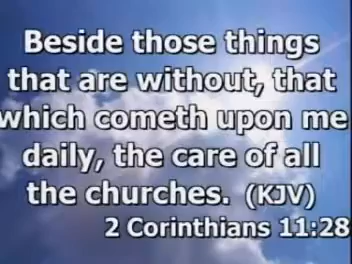 Beside those things
that are without, that
which cometh upon me
daily, the care of all
the churches. (KJV)
2 Corinthians 11:28